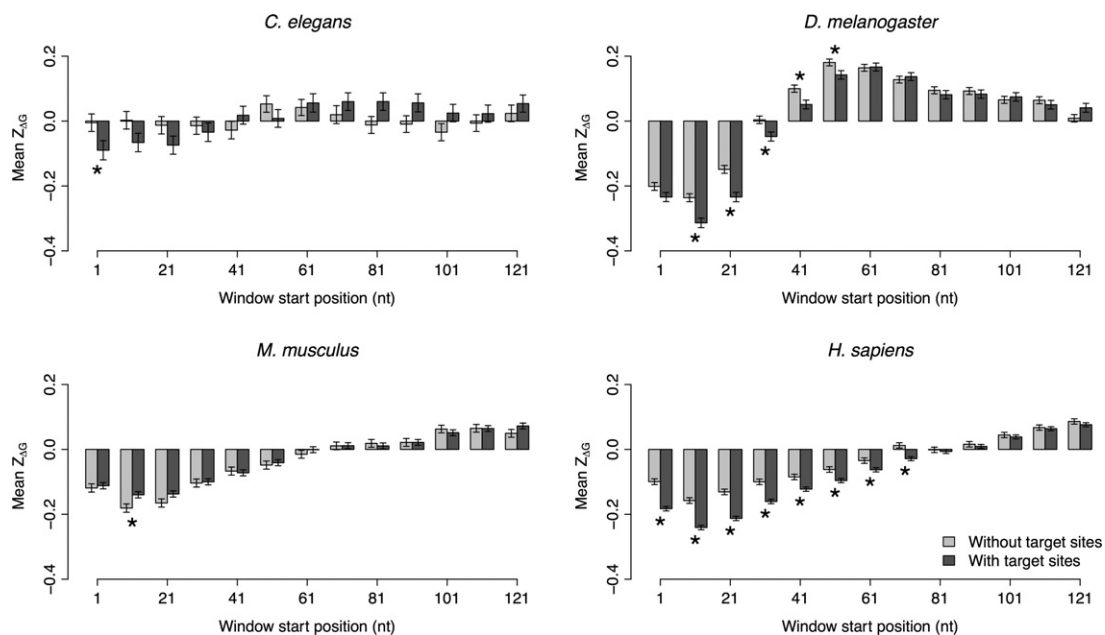 C. elegans
Mean ZΔG
0.2
0.0
−0.2
−0.4
*
1 21 41 61 81 101 121
Window start position (nt)
D. melanogaster
Mean ZΔG
0.2
0.0
−0.2
−0.4
* * * * *
1 21 41 61 81 101 121
Window start position (nt)
M. musculus
Mean ZΔG
0.2
0.0
−0.2
−0.4
*
1 21 41 61 81 101 121
Window start position (nt)
H. sapiens
Mean ZΔG
0.2
0.0
−0.2
−0.4
* * * * * * * *
Without target sites
With target sites
1 21 41 61 81 101 121
Window start position (nt)